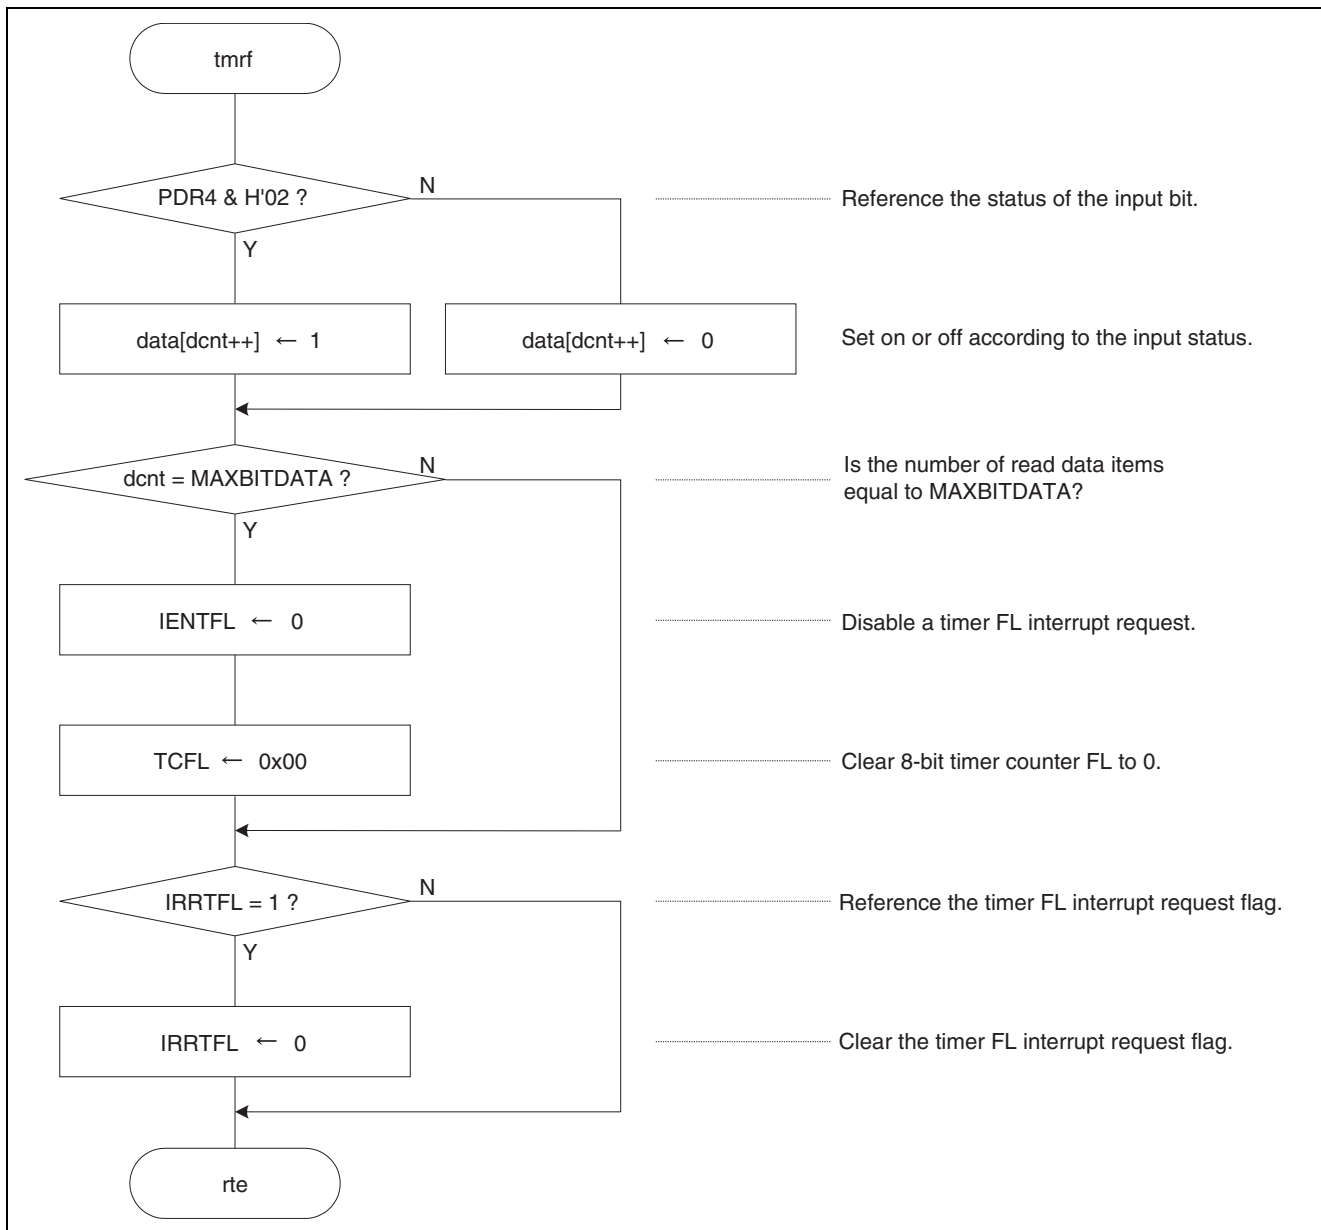 tmrf
PDR4 & H'02 ?
N
Reference the status of the input bit.
Y
data[dcnt++] ← 1
data[dcnt++] ← 0
Set on or off according to the input status.
dcnt = MAXBITDATA ?
N
Is the number of read data items
equal to MAXBITDATA?
Y
IENTFL ← 0
Disable a timer FL interrupt request.
TCFL ← 0x00
Clear 8-bit timer counter FL to 0.
IRRTFL = 1 ?
N
Reference the timer FL interrupt request flag.
Y
IRRTFL ← 0
Clear the timer FL interrupt request flag.
rte